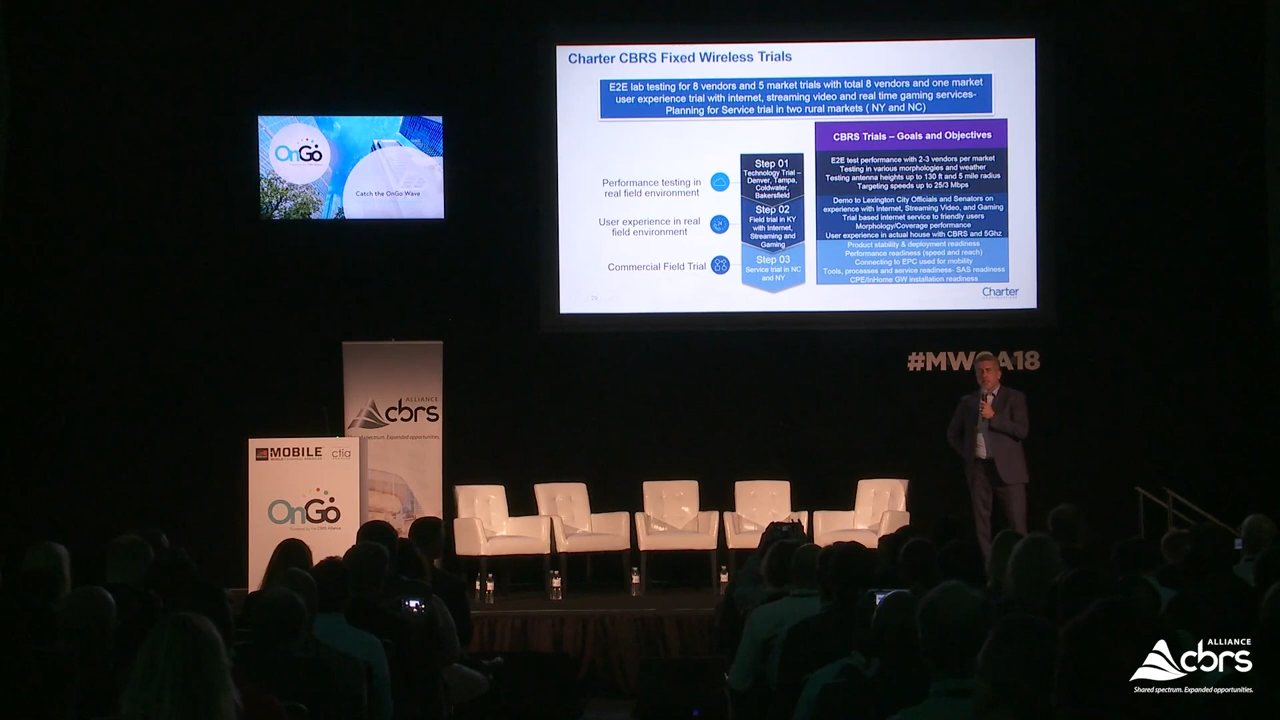 Charter CBRS Fixed Wireless Trials
E2E lab testing for 8 vendors and 5 market trials with total 8 vendors and one market
user experience trial with internet, streaming video and real time gaming services-
Planning for Service trial in two rural markets ( NY and NC)
CBRS Trials – Goals and Objectives
Performance testing in
real field environment
Step 01
Technology Trial –
Denver, Tampa,
Coldwater,
Bakersfield
E2E test performance with 2-3 vendors per market
Testing in various morphologies and weather
Testing antenna heights up to 130 ft and 5 mile radius
Targeting speeds up to 25/3 Mbps
User experience in real
field environment
Step 02
Field trial in KY
with Internet,
Streaming and
Gaming
Demo to Lexington City Officials and Senators on
experience with Internet, Streaming Video, and Gaming
Trial based internet service to friendly users
Morphology/Coverage performance
User experience in actual house with CBRS and 5Ghz
Commercial Field Trial
Step 03
Service trial in NC
and NY
Product stability & deployment readiness
Performance readiness (speed and reach)
Connecting to EPC used for mobility
Tools, processes and service readiness- SAS readiness
CPE/inHome GW installation readiness
Charter
OnGo
Catch the OnGo Wave
ALLIANCE
cbrs
spectrum. Expanded opportunities.
MOBILE
ctia
OnGo
Powered by the CBRS Alliance
ALLIANCE
cbrs
Shared spectrum. Expanded opportunities.